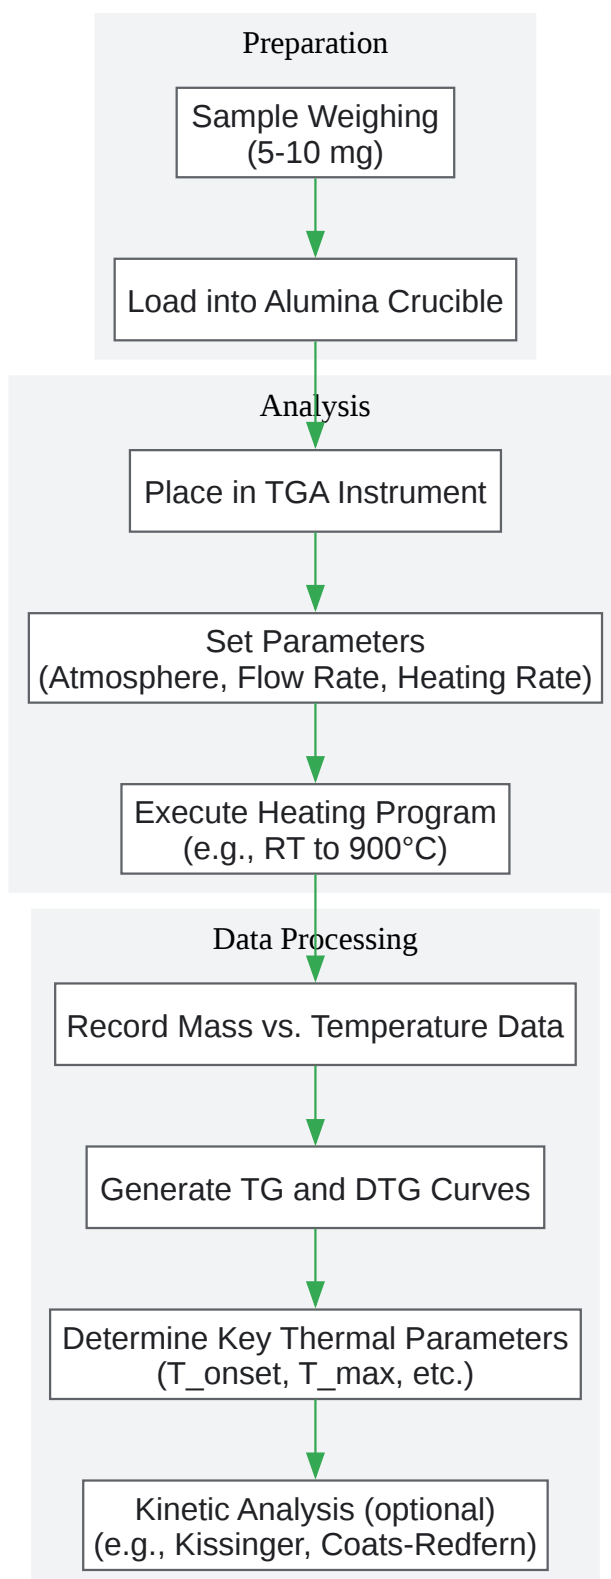 Preparation
Sample Weighing
(5-10 mg)
Load into Alumina Crucible
Analysis
Place in TGA Instrument
Set Parameters
(Atmosphere, Flow Rate, Heating Rate)
Execute Heating Program
(e.g., RT to 900°C)
Data Processing
Record Mass vs. Temperature Data
Generate TG and DTG Curves
Determine Key Thermal Parameters
(T_onset, T_max, etc.)
Kinetic Analysis (optional)
(e.g., Kissinger, Coats-Redfern)